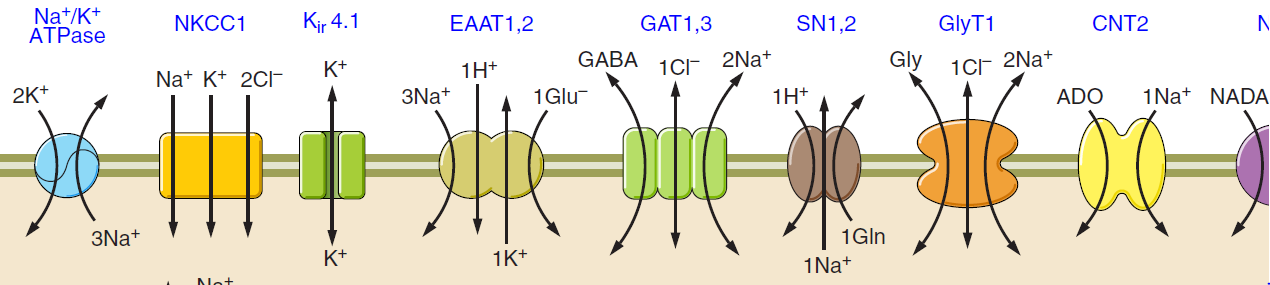 Na⁺/K⁺
ATPase
NKCC1
Kir 4.1
EAAT1,2
GAT1,3
SN1,2
GlyT1
CNT2
N
2K⁺
3Na⁺
Na⁺ K⁺ 2Cl⁻
K⁺
K⁺
3Na⁺
1H⁺
1Glu⁻
1K⁺
GABA
1Cl⁻
2Na⁺
1H⁺
1Gln
1Na⁺
Gly
1Cl⁻
2Na⁺
ADO
1Na⁺
NADA
Na⁺